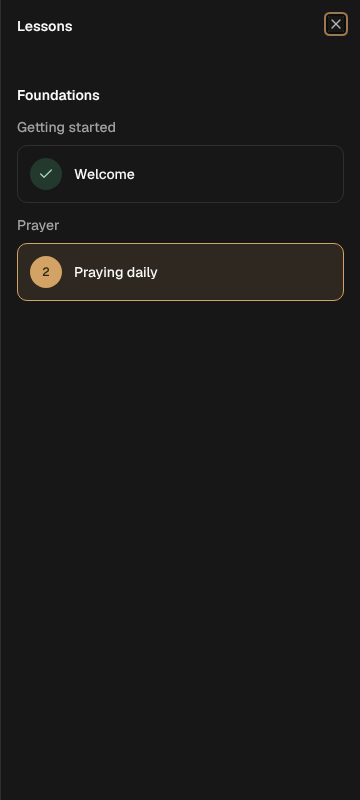 Lessons
Foundations
Getting started
Welcome
Prayer
2
Praying daily